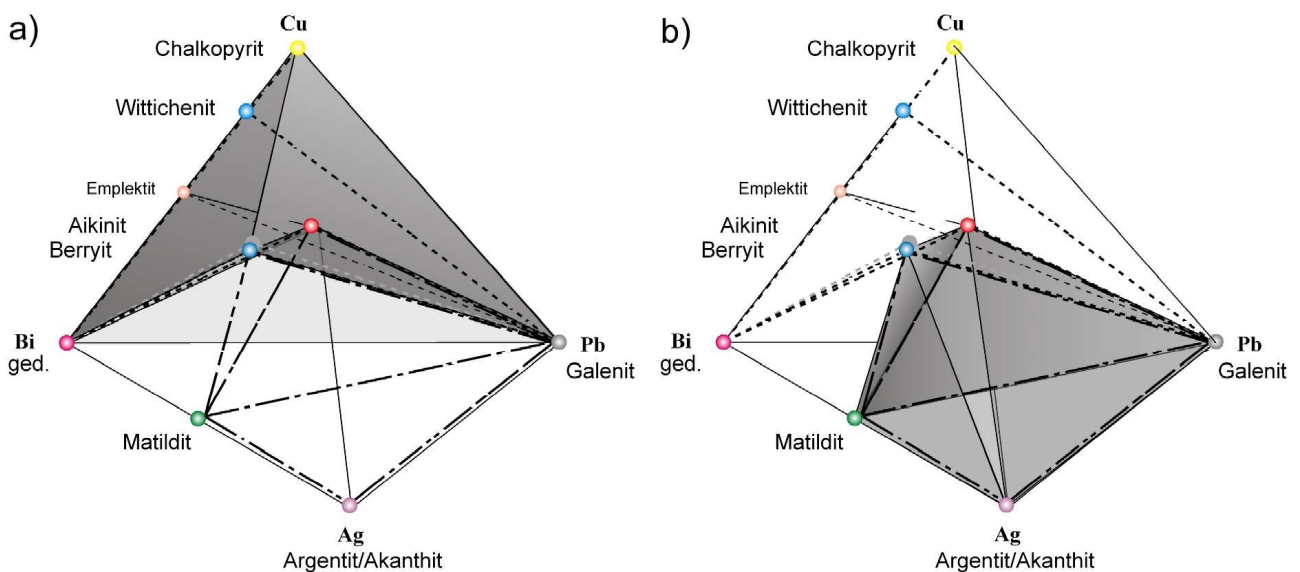 a)
Cu
Chalkopyrit
Wittichenit
Emplektit
Aikinit
Berryit
Bi
ged.
Pb
Galenit
Matildit
Ag
Argentit/Akanthit
b)
Cu
Chalkopyrit
Wittichenit
Emplektit
Aikinit
Berryit
Bi
ged.
Pb
Galenit
Matildit
Ag
Argentit/Akanthit